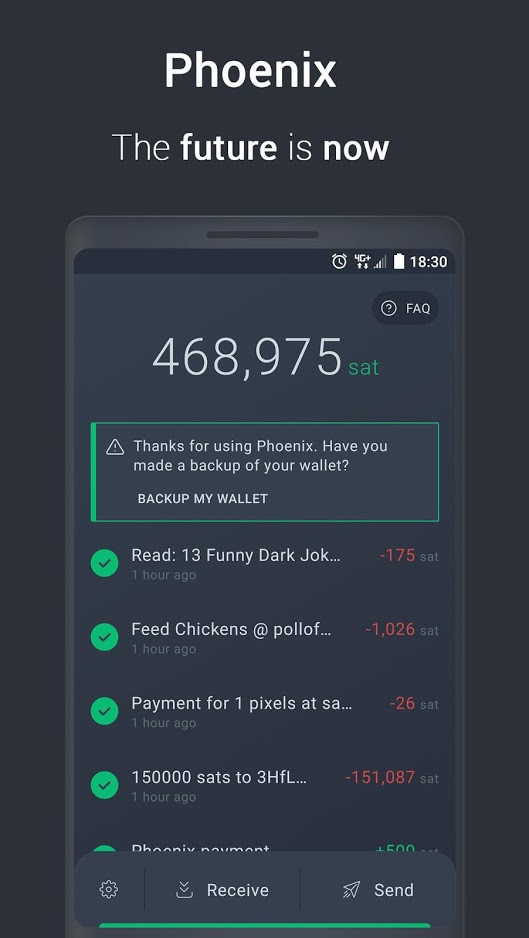 Phoenix
The future is now
4G+ 18:30
FAQ
468,975 sat
Thanks for using Phoenix. Have you
made a backup of your wallet?
BACKUP MY WALLET
Read: 13 Funny Dark Jok... -175 sat
1 hour ago
Feed Chickens @ pollof... -1,026 sat
1 hour ago
Payment for 1 pixels at sa... -26 sat
1 hour ago
150000 sats to 3HfL... -151,087 sat
1 hour ago
Phoenix payment +500 sat
Receive Send